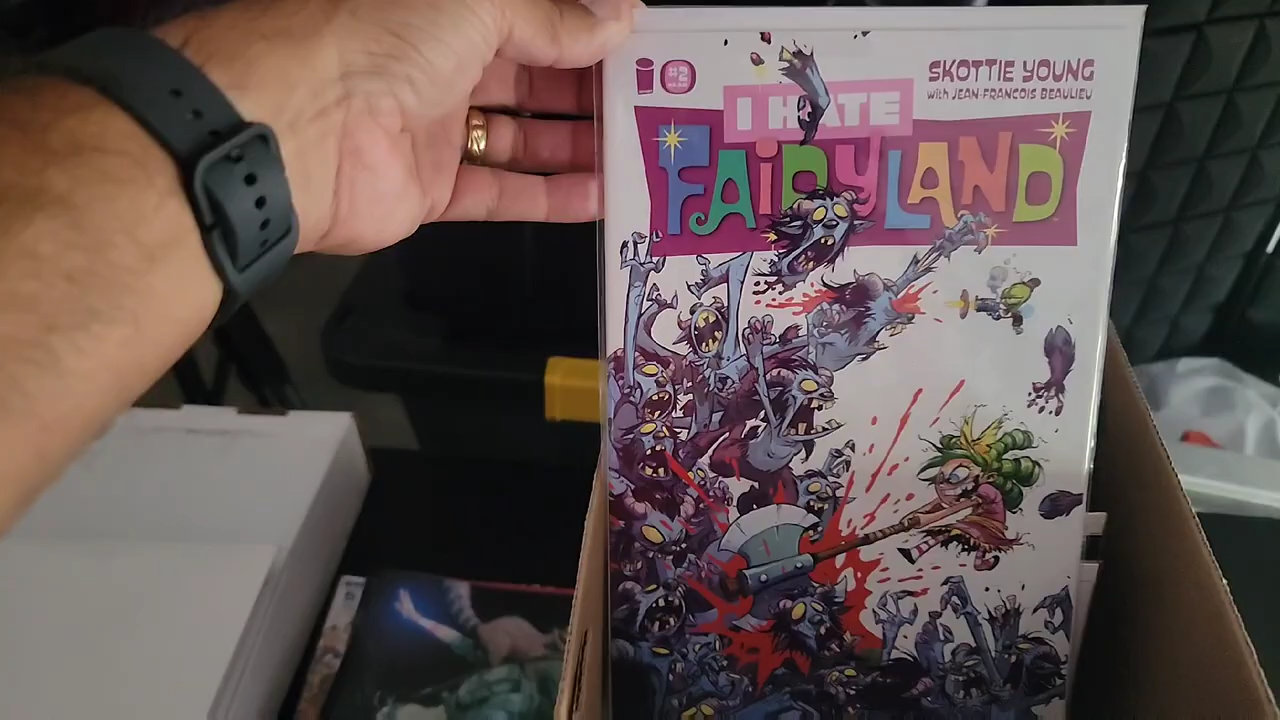 #2
SKOTTIE YOUNG
with JEAN-FRANCOIS BEAULIEU
I HATE
FAiRYLAND